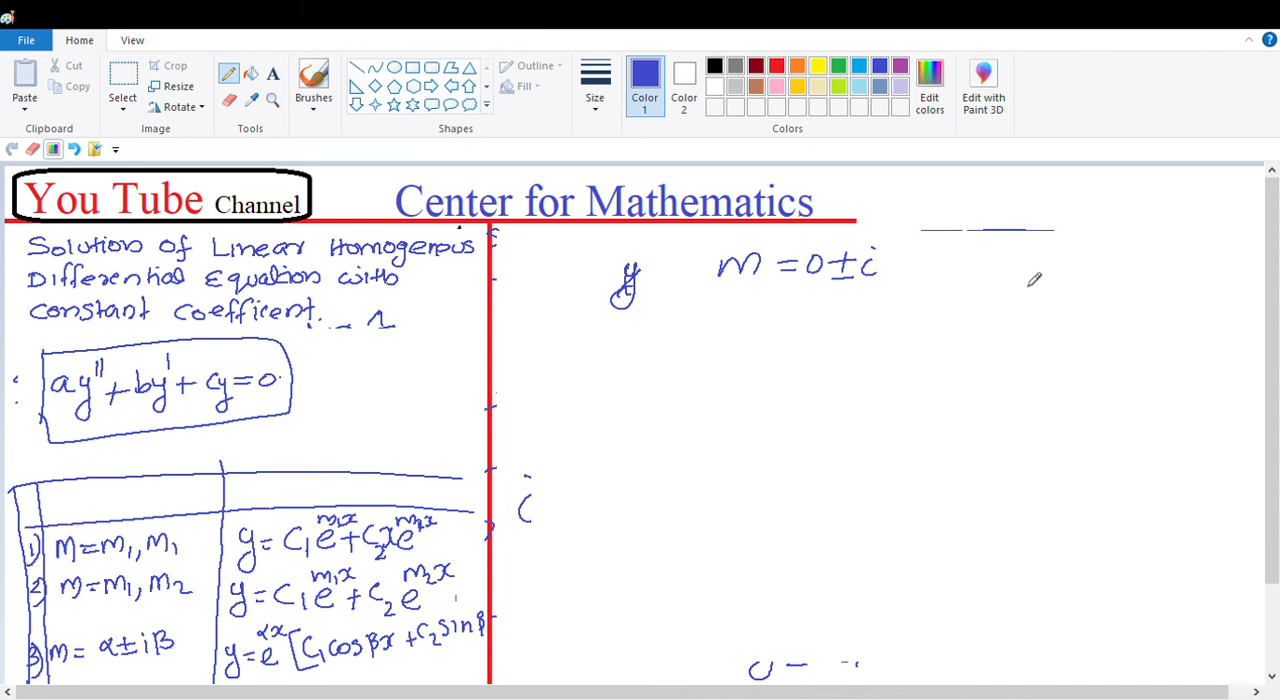 File Home View
Cut
Copy
Paste
Clipboard
Select
Crop
Resize
Rotate
Image
A
Tools
Brushes
Outline
Fill
Shapes
Size
Color 1
Color 2
Edit colors
Colors
Edit with Paint 3D
You Tube Channel
Center for Mathematics
Solution of Linear Homogenous
Differential Equation with
constant coefficent.
ay''+by'+cy=0
1) m=m₁,m₁ y=C₁e^{m₁x}+C₂xe^{m₂x}
2) m=m₁,m₂ y=C₁e^{m₁x}+C₂e^{m₂x}
3) m=α±iβ y=e^{αx}[C₁cosβx+C₂sinβ
m=0±i
i